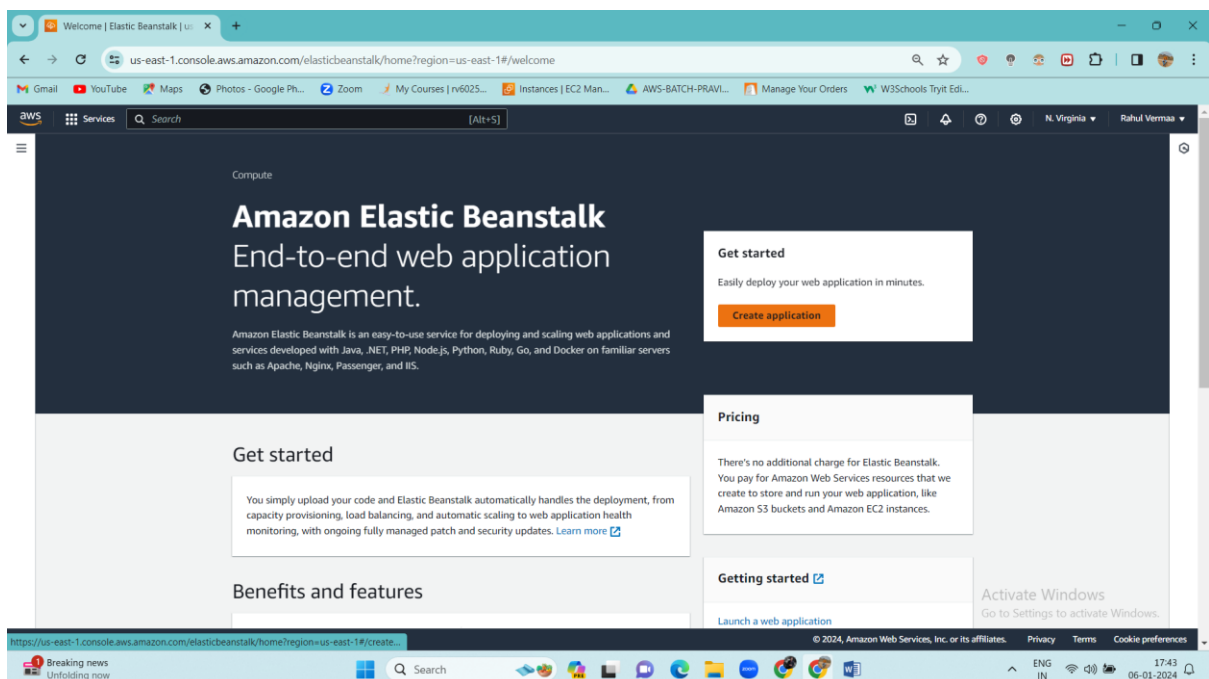 Welcome | Elastic Beanstalk | us
us-east-1.console.aws.amazon.com/elasticbeanstalk/home?region=us-east-1#/welcome
Gmail YouTube Maps Photos - Google Ph... Zoom My Courses | rv6025... Instances | EC2 Man... AWS-BATCH-PRAVI... Manage Your Orders W3Schools Tryit Edi...
aws Services Search [Alt+S] N. Virginia Rahul Vermaa
Compute
Amazon Elastic Beanstalk
End-to-end web application
management.
Amazon Elastic Beanstalk is an easy-to-use service for deploying and scaling web applications and
services developed with Java, .NET, PHP, Node.js, Python, Ruby, Go, and Docker on familiar servers
such as Apache, Nginx, Passenger, and IIS.
Get started
Easily deploy your web application in minutes.
Create application
Pricing
There's no additional charge for Elastic Beanstalk.
You pay for Amazon Web Services resources that we
create to store and run your web application, like
Amazon S3 buckets and Amazon EC2 instances.
Get started
You simply upload your code and Elastic Beanstalk automatically handles the deployment, from
capacity provisioning, load balancing, and automatic scaling to web application health
monitoring, with ongoing fully managed patch and security updates. Learn more
Benefits and features
Getting started
Launch a web application
Activate Windows
Go to Settings to activate Windows.
https://us-east-1.console.aws.amazon.com/elasticbeanstalk/home?region=us-east-1#/create...
© 2024, Amazon Web Services, Inc. or its affiliates. Privacy Terms Cookie preferences
1 Breaking news
Unfolding now
Search
PRE
zoom
ENG
IN
17:43
06-01-2024